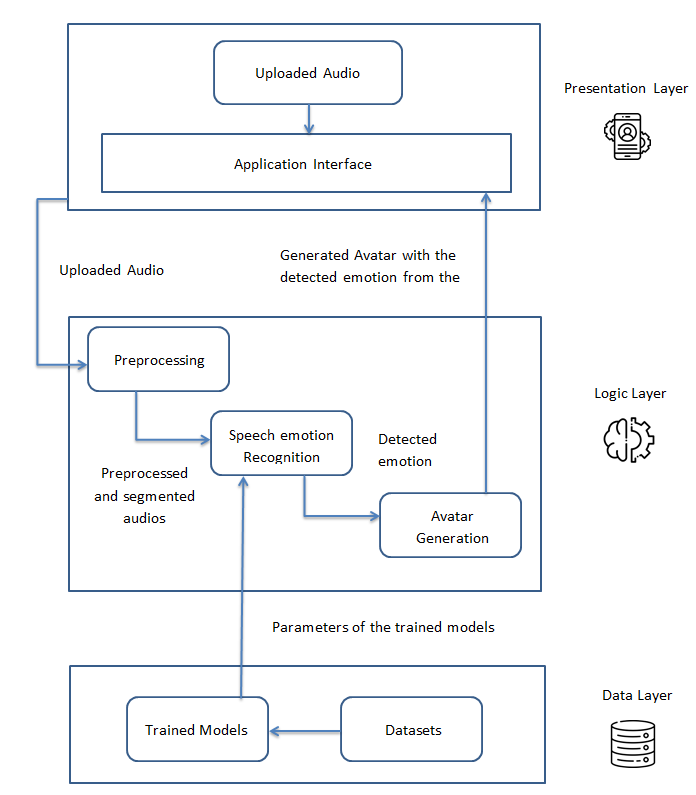 Uploaded Audio
Presentation Layer
Application Interface
Uploaded Audio
Generated Avatar with the
detected emotion from the
Preprocessing
Logic Layer
Speech emotion
Recognition
Detected
emotion
Preprocessed
and segmented
audios
Avatar
Generation
Parameters of the trained models
Data Layer
Trained Models
Datasets